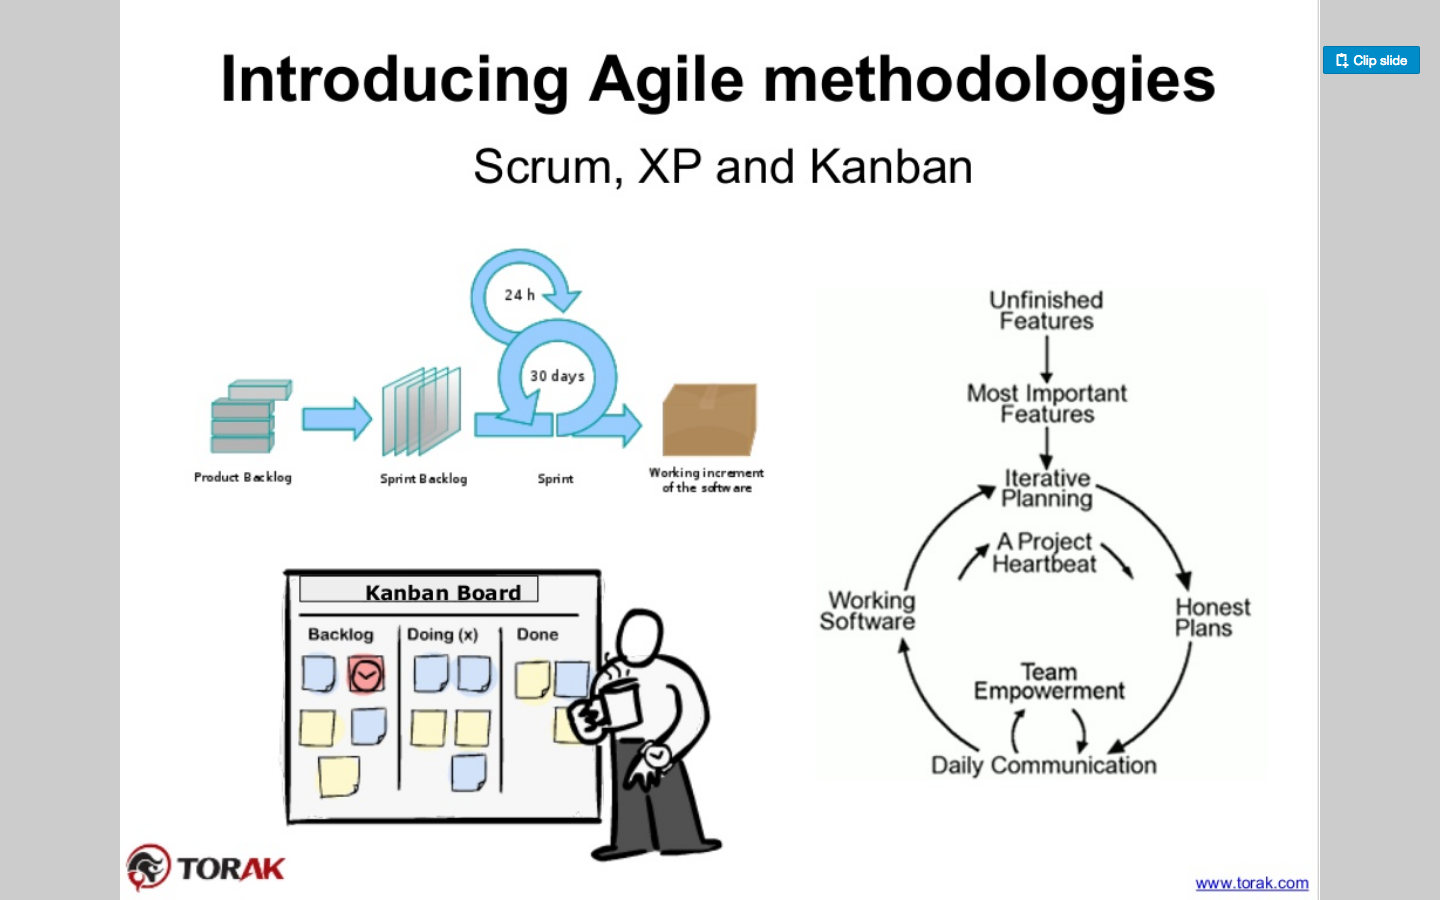 Introducing Agile methodologies
Clip slide
Scrum, XP and Kanban
24 h
30 days
Product Backlog
Sprint Backlog
Sprint
Working increment
of the software
Unfinished
Features
Most Important
Features
Iterative
Planning
A Project
Heartbeat
Working
Software
Honest
Plans
Team
Empowerment
Daily Communication
Kanban Board
Backlog
Doing (x)
Done
TORAK
www.torak.com